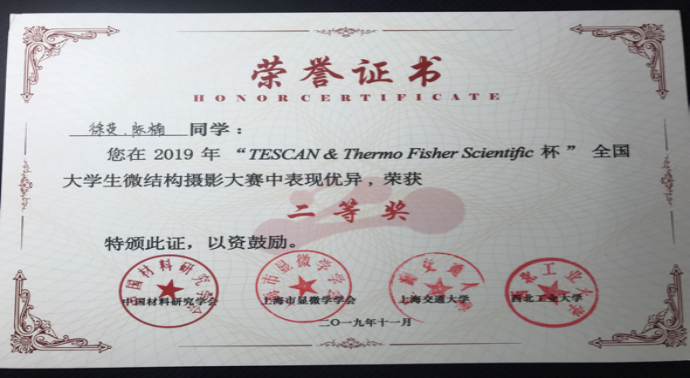 荣誉证书
HONORCERTIFICATE
徐曼、陈楠 同学：
您在 2019 年 “TESCAN & Thermo Fisher Scientific 杯” 全国
大学生微结构摄影大赛中表现优异，荣获
二等奖
特颁此证，以资鼓励。
中国材料研究学会 上海市显微学学会 上海交通大学 西北工业大学
二〇一九年十一月